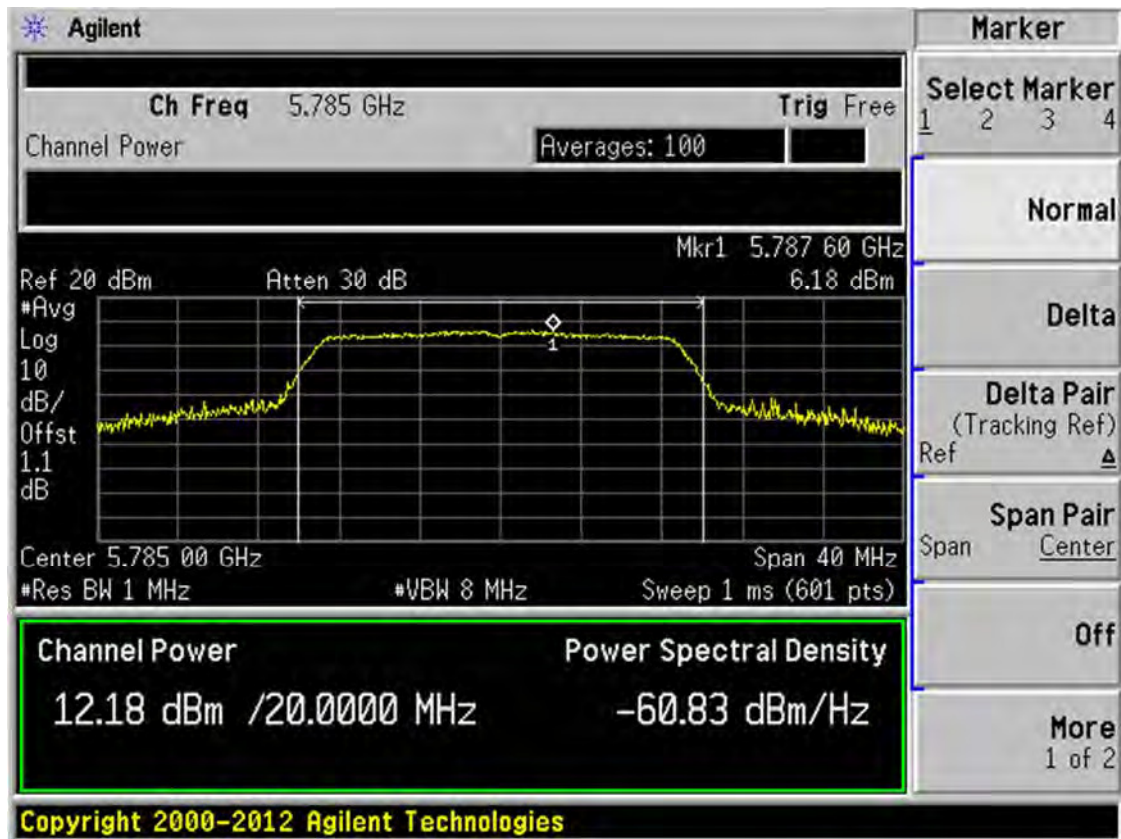 Agilent
Marker
Ch Freq 5.785 GHz Trig Free
Channel Power Averages: 100
Mkr1 5.787 60 GHz
Ref 20 dBm Atten 30 dB 6.18 dBm
#Avg
Log
10
dB/
Offst
1.1
dB
1
Center 5.785 00 GHz Span 40 MHz
#Res BW 1 MHz #VBW 8 MHz Sweep 1 ms (601 pts)
Channel Power Power Spectral Density
12.18 dBm /20.0000 MHz -60.83 dBm/Hz
Copyright 2000-2012 Agilent Technologies
Select Marker
1 2 3 4
Normal
Delta
Delta Pair
(Tracking Ref)
Ref Δ
Span Pair
Span Center
Off
More
1 of 2